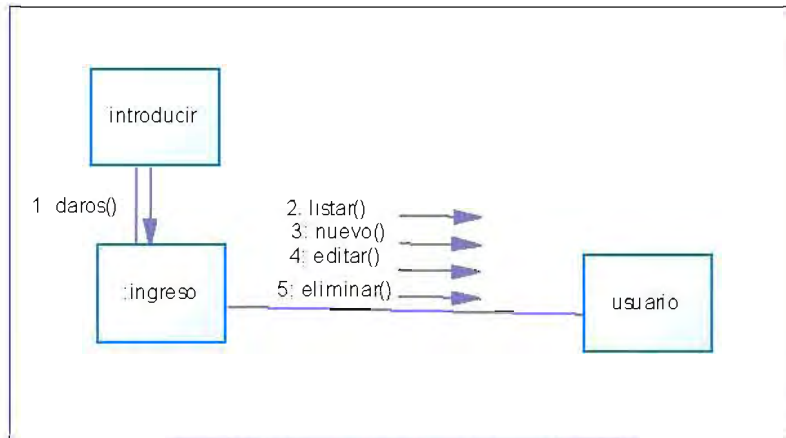 introducir
1 daros()
2. listar()
3: nuevo()
4: editar()
5: eliminar()
:ingreso
usuario